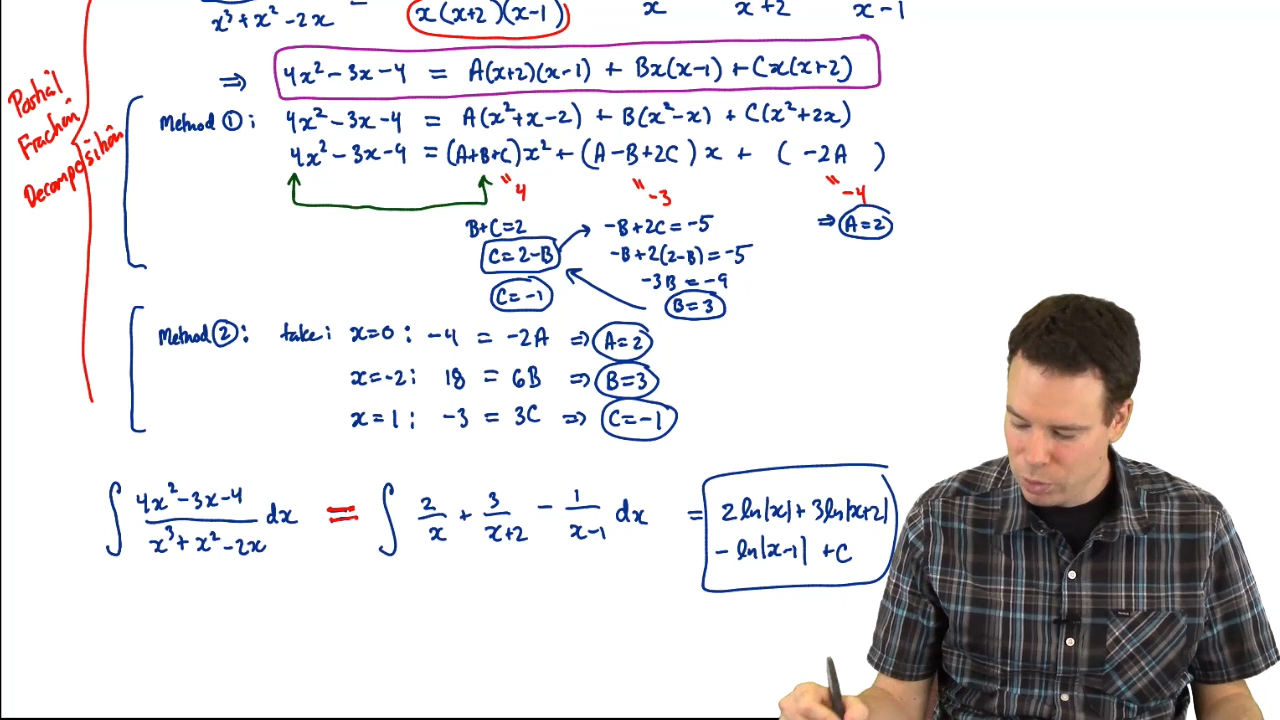 x³+x²-2x    x(x+2)(x-1)    x    x+2    x-1
⇒ 4x²-3x-4 = A(x+2)(x-1) + Bx(x-1) + Cx(x+2)
Partial
Fraction
Decomposition
Method ①: 4x²-3x-4 = A(x²+x-2) + B(x²-x) + C(x²+2x)
4x²-3x-4 = (A+B+C)x² + (A-B+2C)x + (-2A)
"4    "-3    "-4
B+C=2    -B+2C=-5    ⇒ A=2
C=2-B    -B+2(2-B)=-5
-3B=-9
C=-1    B=3
Method ②: take: x=0: -4 = -2A ⇒ A=2
x=-2: 18 = 6B ⇒ B=3
x=1: -3 = 3C ⇒ C=-1
∫ (4x²-3x-4)/(x³+x²-2x) dx = ∫ 2/x + 3/(x+2) - 1/(x-1) dx = 2ln|x|+3ln|x+2|
-ln|x-1| +C